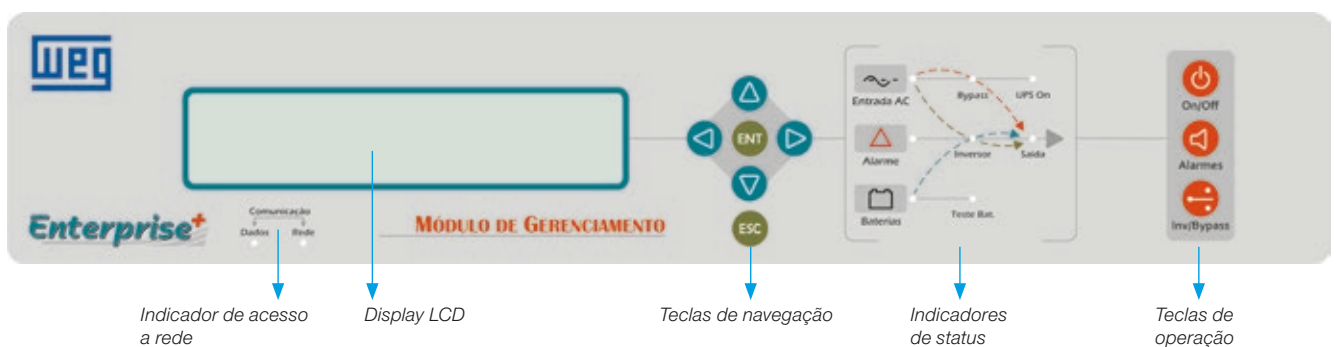 weg
Entrada AC
Bypass
UPS On
On/Off
ENT
Alarme
Inversor
Saída
Alarmes
Baterias
Teste Bat.
Inv/Bypass
Enterprise+
Comunicação
Dados
Rede
MÓDULO DE GERENCIAMENTO
ESC
Indicador de acesso
a rede
Display LCD
Teclas de navegação
Indicadores
de status
Teclas de
operação